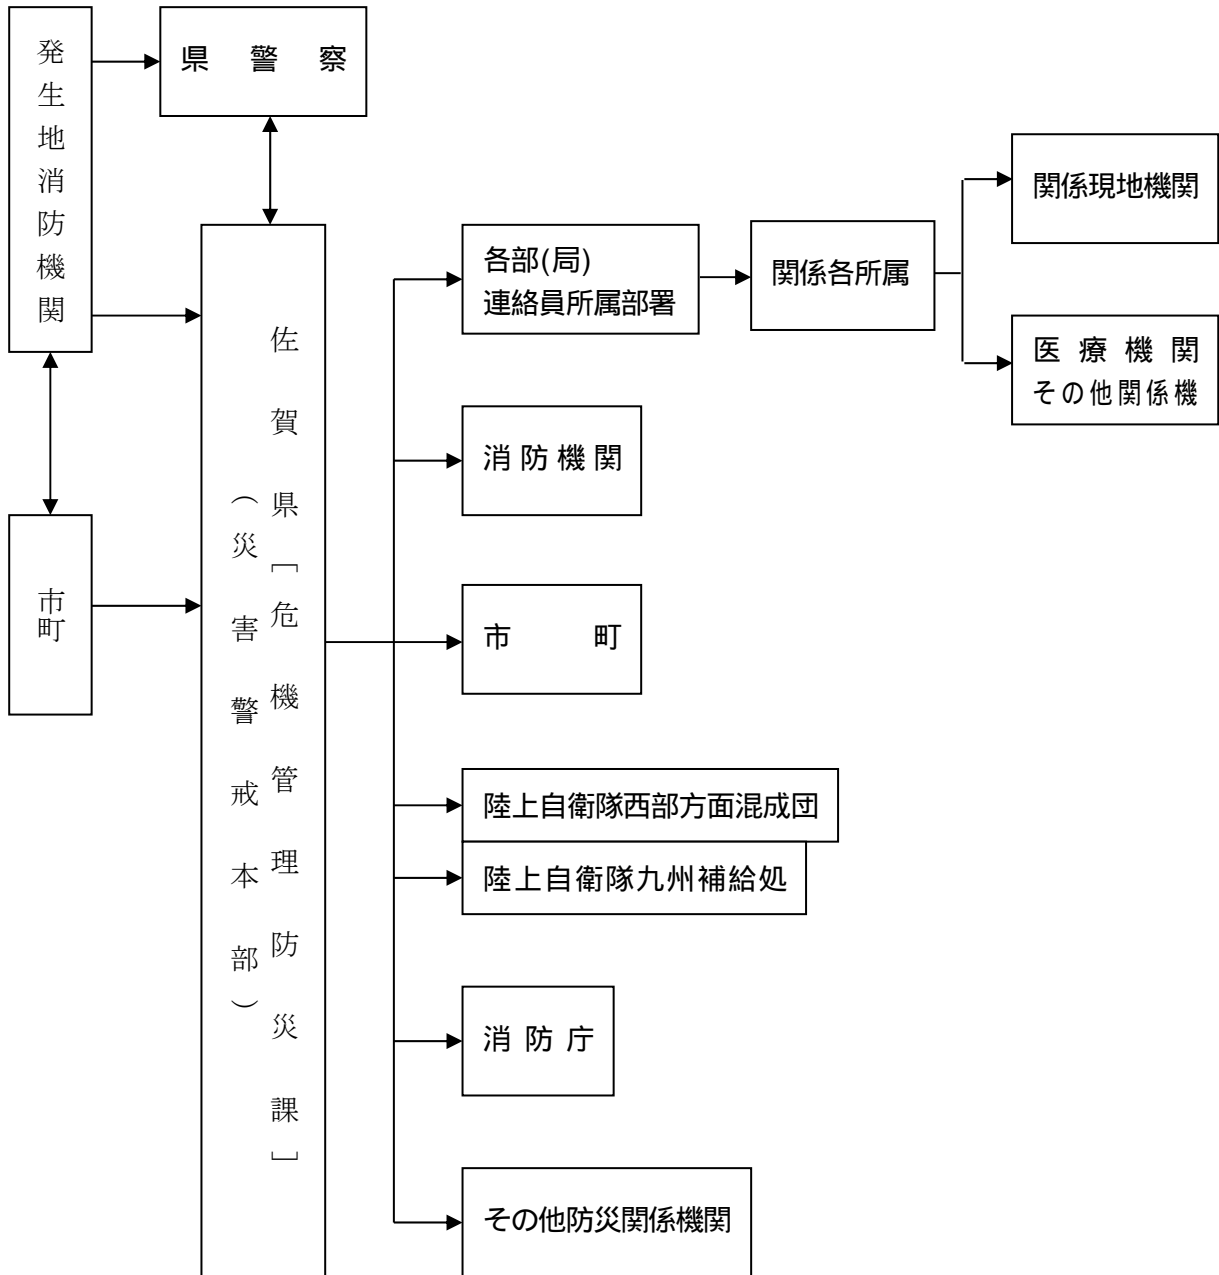 発生地消防機関
県警察
市町
佐賀県［危機管理防災課］
（災害警戒本部）
各部(局)
連絡員所属部署
関係各所属
関係現地機関
医療機関
その他関係機
消防機関
市町
陸上自衛隊西部方面混成団
陸上自衛隊九州補給処
消防庁
その他防災関係機関